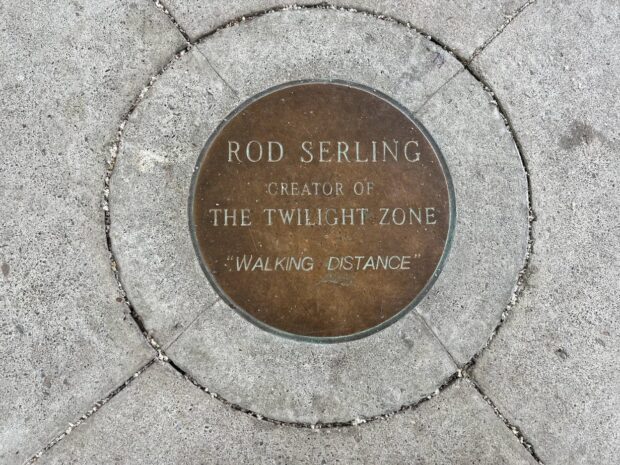 ROD SERLING
CREATOR OF
THE TWILIGHT ZONE
"WALKING DISTANCE"